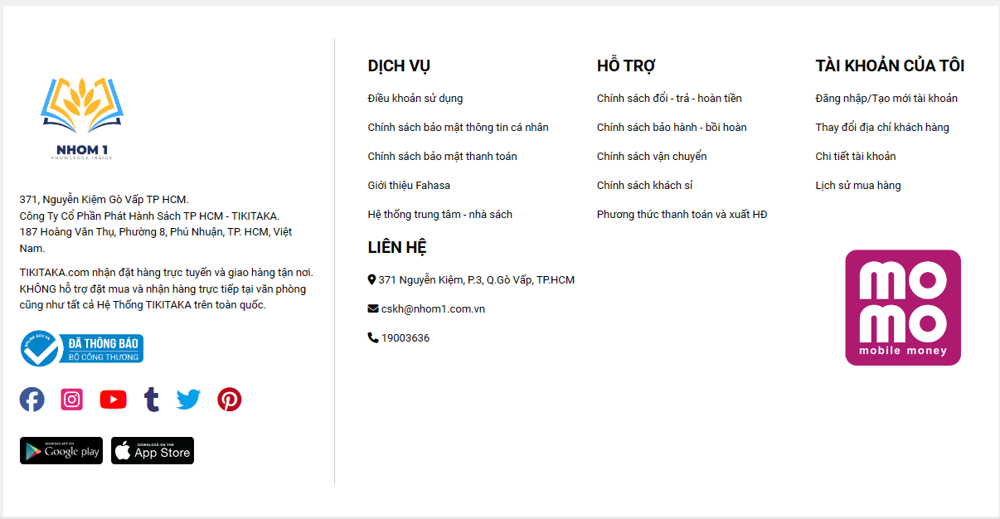 NHOM 1
KNOWLEDGE INSIDE
371, Nguyễn Kiệm Gò Vấp TP HCM.
Công Ty Cổ Phần Phát Hành Sách TP HCM - TIKITAKA.
187 Hoàng Văn Thụ, Phường 8, Phú Nhuận, TP. HCM, Việt
Nam.
TIKITAKA.com nhận đặt hàng trực tuyến và giao hàng tận nơi.
KHÔNG hỗ trợ đặt mua và nhận hàng trực tiếp tại văn phòng
cũng như tất cả Hệ Thống TIKITAKA trên toàn quốc.
ONLINE.GOV.VN
ĐÃ THÔNG BÁO
BỘ CÔNG THƯƠNG
ANDROID APP ON
Google play
DOWNLOAD ON THE
App Store
DỊCH VỤ
Điều khoản sử dụng
Chính sách bảo mật thông tin cá nhân
Chính sách bảo mật thanh toán
Giới thiệu Fahasa
Hệ thống trung tâm - nhà sách
HỖ TRỢ
Chính sách đổi - trả - hoàn tiền
Chính sách bảo hành - bồi hoàn
Chính sách vận chuyển
Chính sách khách sỉ
Phương thức thanh toán và xuất HĐ
TÀI KHOẢN CỦA TÔI
Đăng nhập/Tạo mới tài khoản
Thay đổi địa chỉ khách hàng
Chi tiết tài khoản
Lịch sử mua hàng
LIÊN HỆ
371 Nguyễn Kiệm, P.3, Q.Gò Vấp, TP.HCM
cskh@nhom1.com.vn
19003636
mo
mo
mobile money